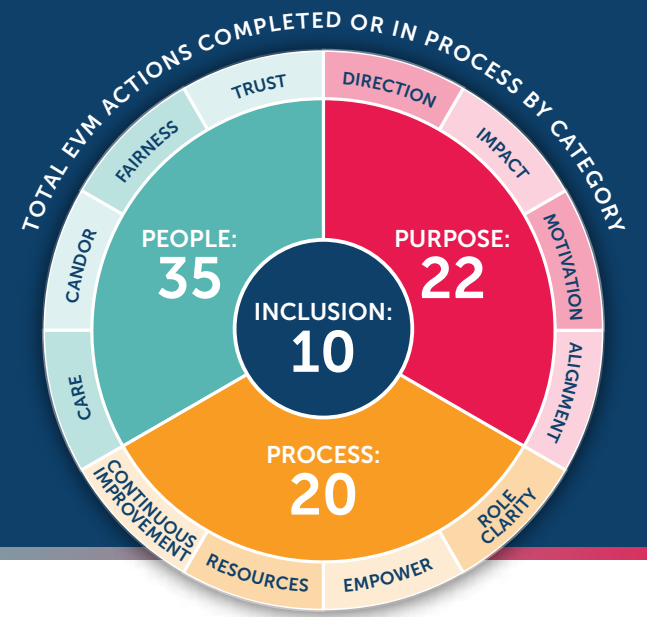 TOTAL EVM ACTIONS COMPLETED OR IN PROCESS BY CATEGORY
TRUST
DIRECTION
FAIRNESS
IMPACT
CANDOR
MOTIVATION
CARE
ALIGNMENT
PEOPLE:
35
PURPOSE:
22
INCLUSION:
10
PROCESS:
20
CONTINUOUS
IMPROVEMENT
RESOURCES
EMPOWER
ROLE
CLARITY